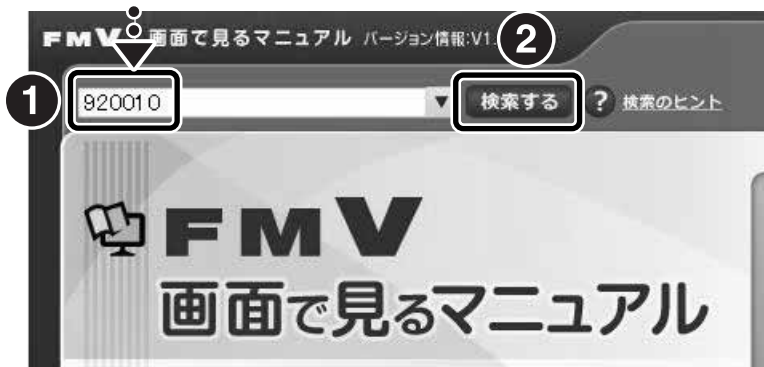 FMV 画面で見るマニュアル バージョン情報:V1.
2
1
920010
検索する
? 検索のヒント
FMV
画面で見るマニュアル